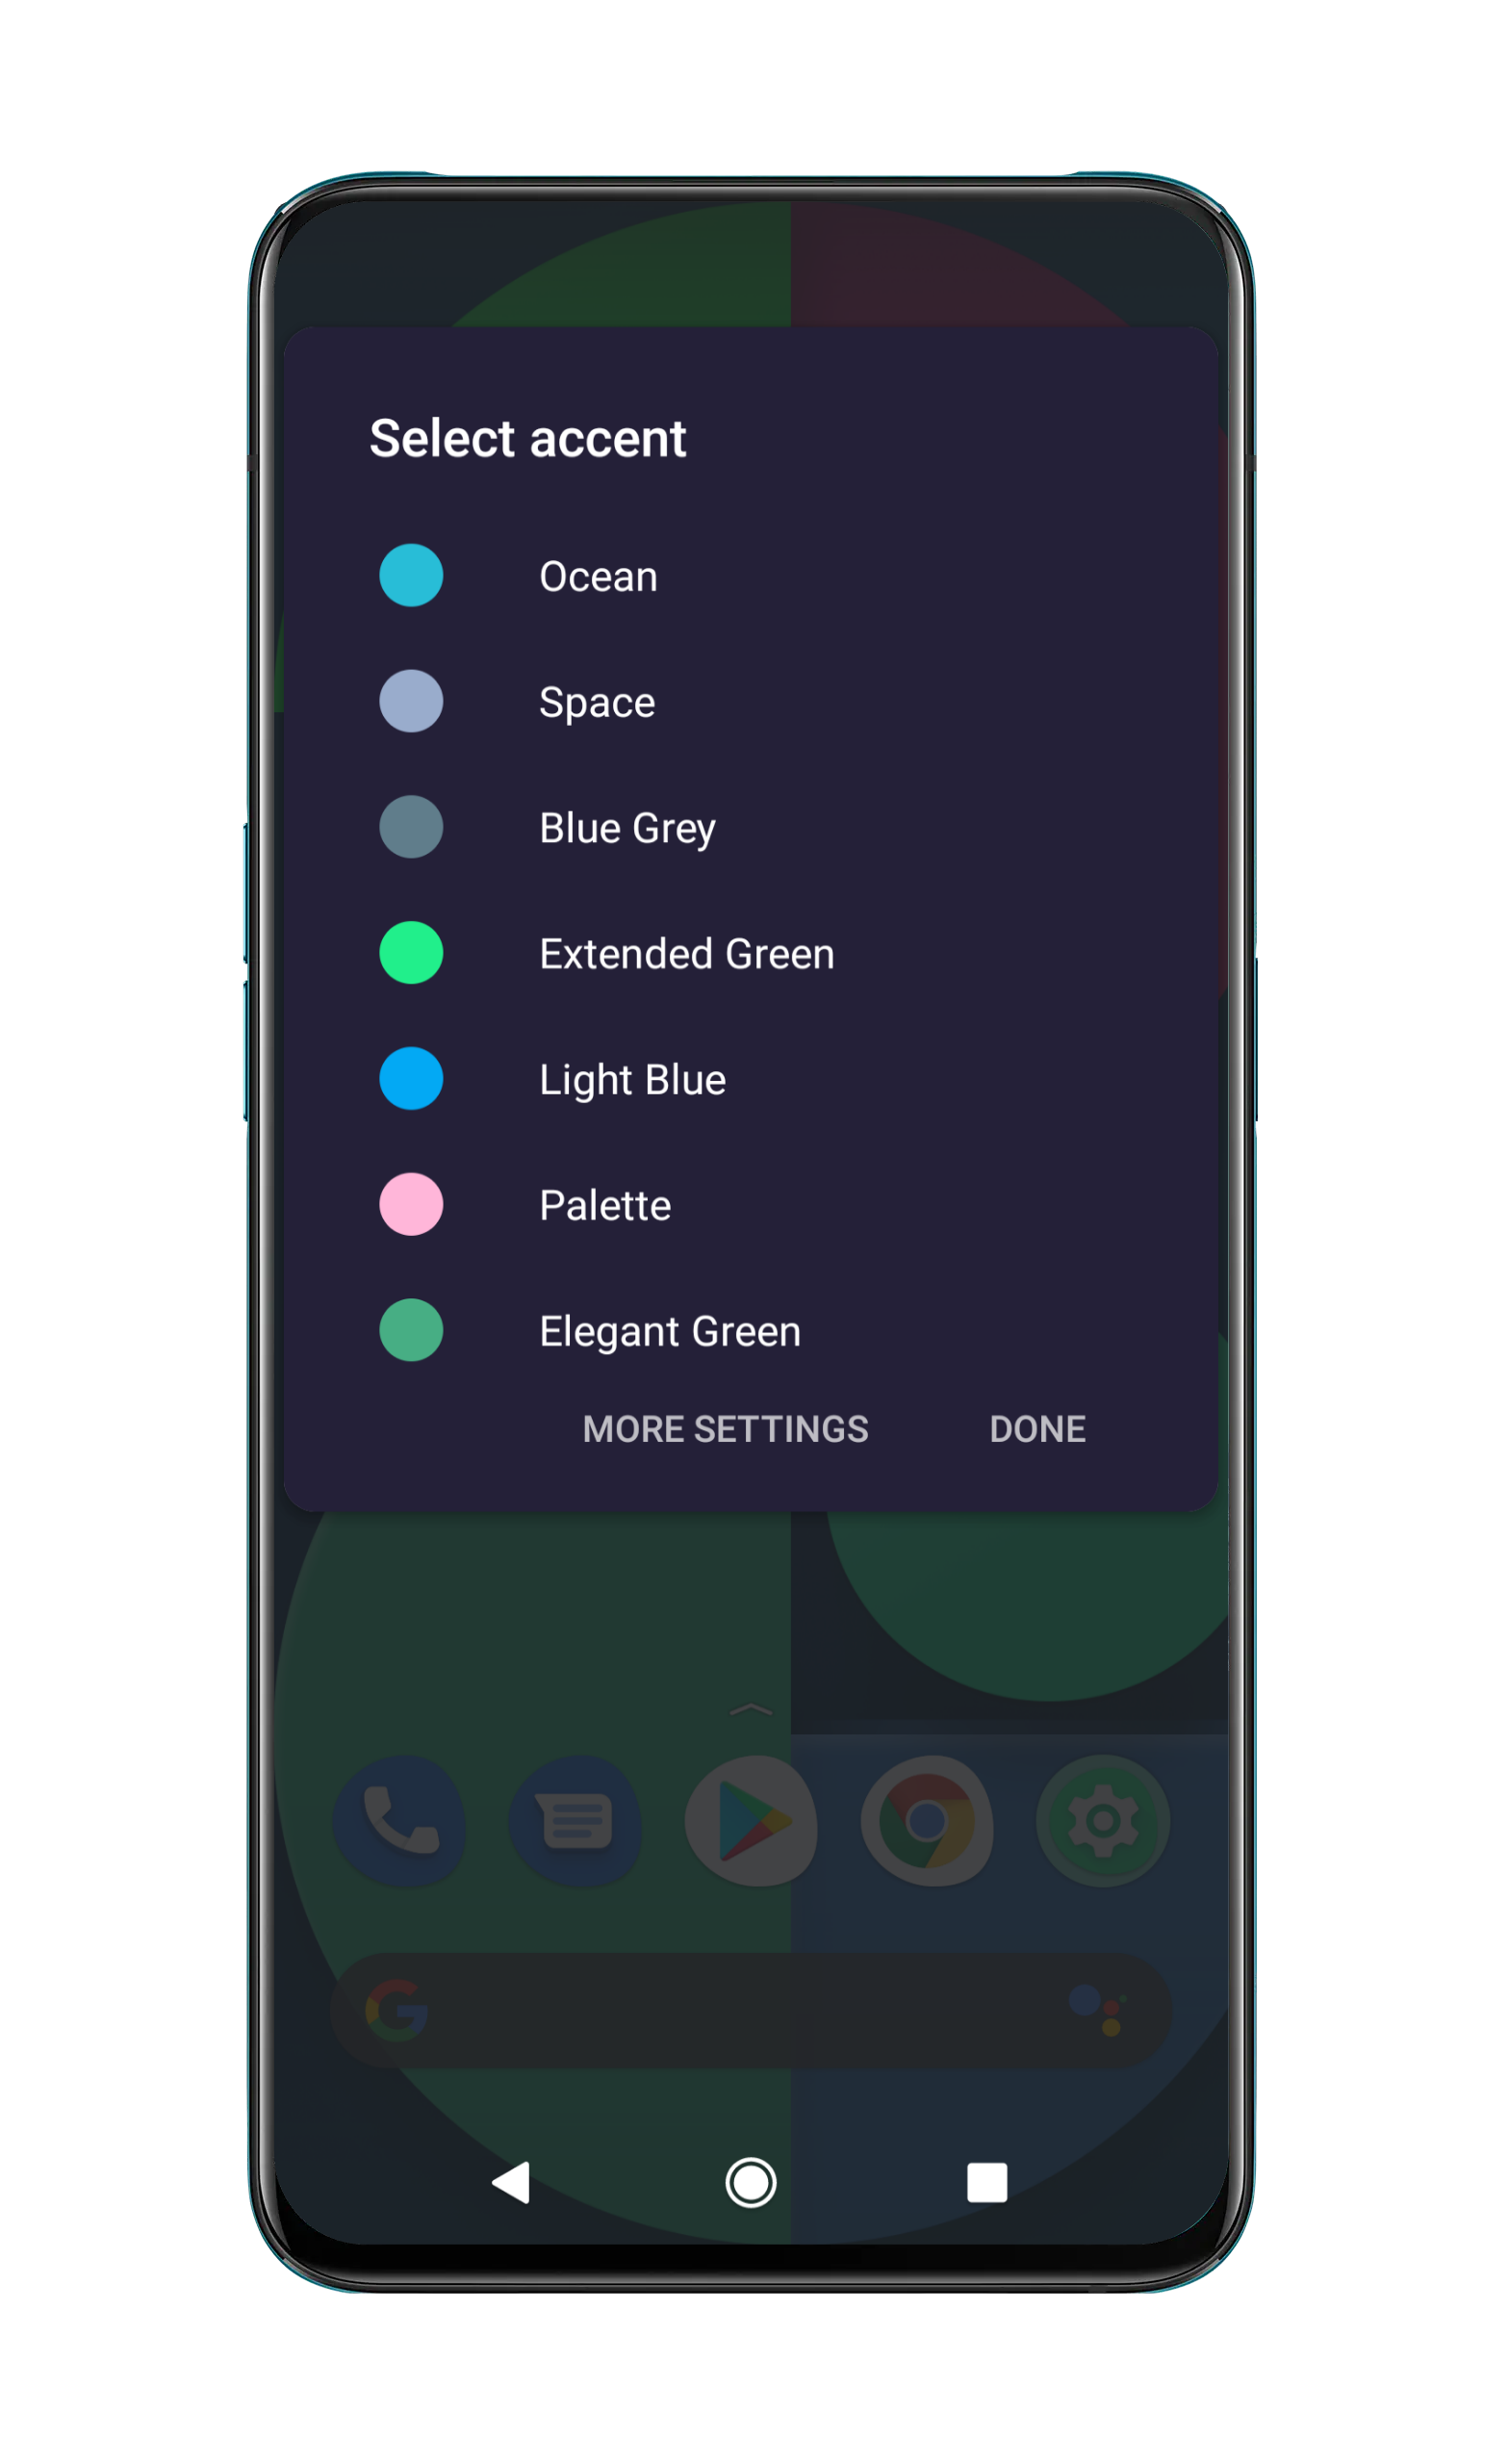 Select accent
Ocean
Space
Blue Grey
Extended Green
Light Blue
Palette
Elegant Green
MORE SETTINGS DONE